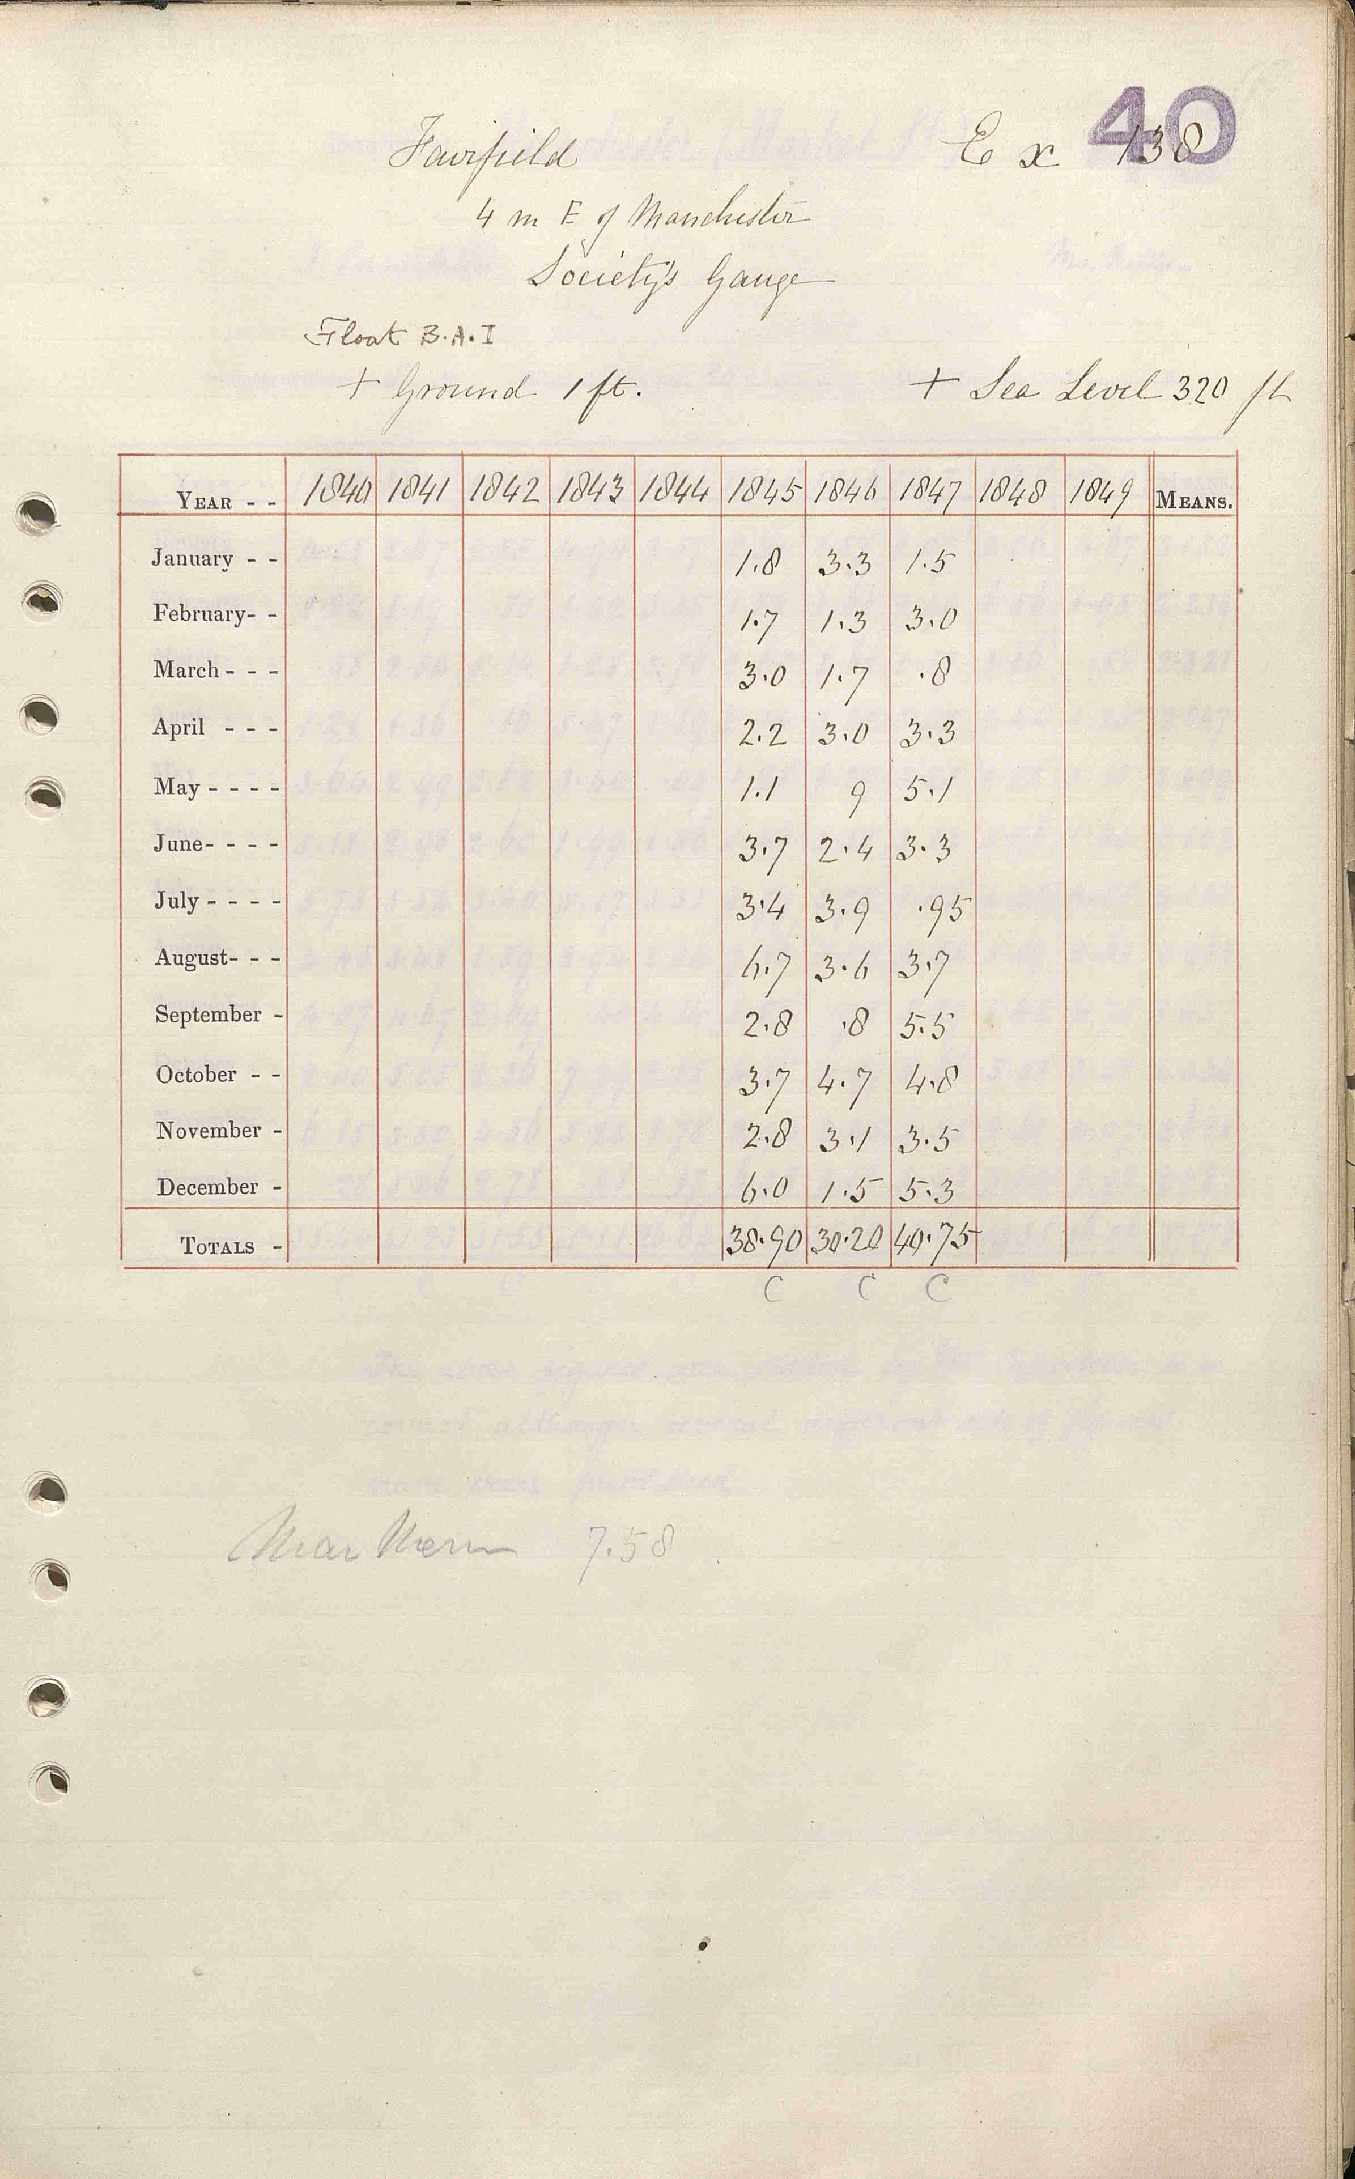 40
Fairfield E x 138
4 m E of Manchester
Society's Gauge
Float B.A.I
+ Ground 1 ft. + Sea Level 320 ft
YEAR - - 1840 1841 1842 1843 1844 1845 1846 1847 1848 1849 MEANS.
January - - 1.8 3.3 1.5
February- - 1.7 1.3 3.0
March - - - 3.0 1.7 .8
April - - - 2.2 3.0 3.3
May - - - - 1.1 9 5.1
June- - - - 3.7 2.4 3.3
July - - - - 3.4 3.9 .95
August- - - 6.7 3.6 3.7
September - 2.8 .8 5.5
October - - 3.7 4.7 4.8
November - 2.8 3.1 3.5
December - 6.0 1.5 5.3
TOTALS - 38.90 30.20 40.75
C C C
7.58